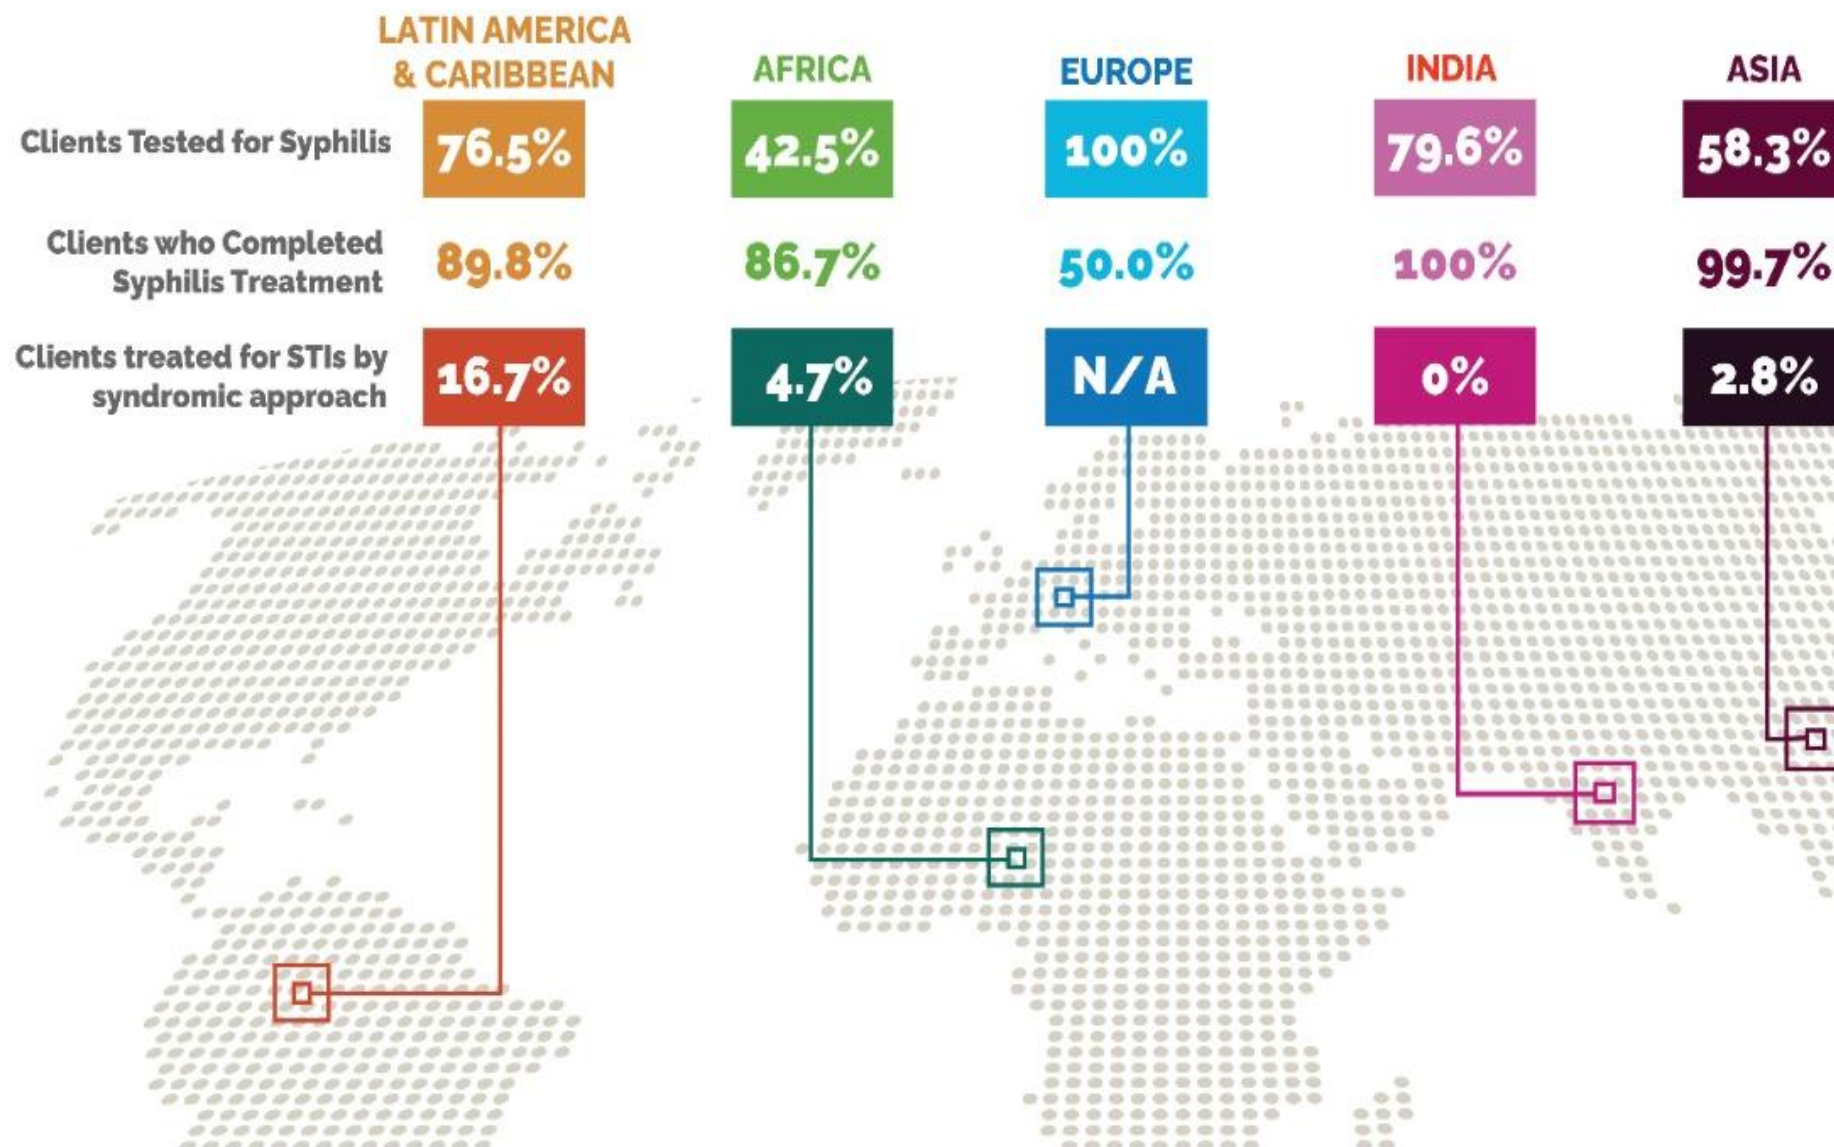 LATIN AMERICA
& CARIBBEAN
AFRICA
EUROPE
INDIA
ASIA
Clients Tested for Syphilis
76.5%
42.5%
100%
79.6%
58.3%
Clients who Completed
Syphilis Treatment
89.8%
86.7%
50.0%
100%
99.7%
Clients treated for STIs by
syndromic approach
16.7%
4.7%
N/A
0%
2.8%